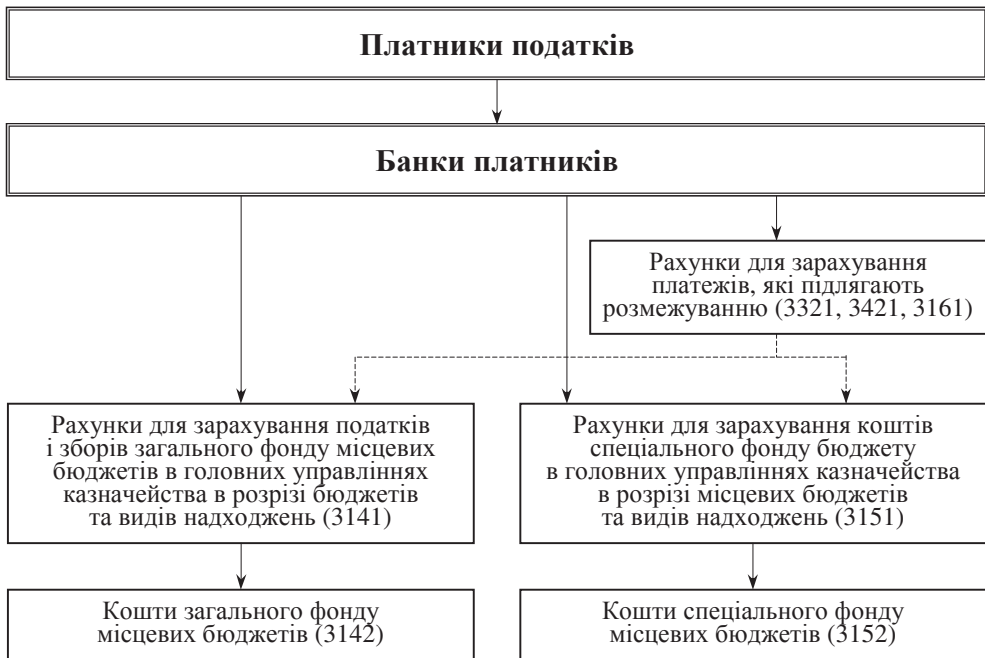 Платники податків
Банки платників
Рахунки для зарахування
платежів, які підлягають
розмежуванню (3321, 3421, 3161)
Рахунки для зарахування податків
і зборів загального фонду місцевих
бюджетів в головних управліннях
казначейства в розрізі бюджетів
та видів надходжень (3141)
Рахунки для зарахування коштів
спеціального фонду бюджету
в головних управліннях казначейства
в розрізі місцевих бюджетів
та видів надходжень (3151)
Кошти загального фонду
місцевих бюджетів (3142)
Кошти спеціального фонду
місцевих бюджетів (3152)